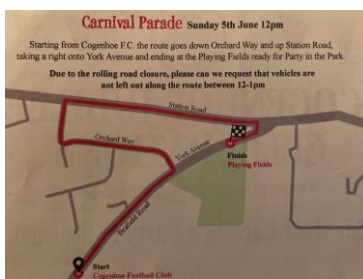 Carnival Parade Sunday 5th June 12pm
Starting from Cogenhoe F.C. the route goes down Orchard Way and up Station Road,
taking a right onto York Avenue and ending at the Playing Fields ready for Party in the Park.
Due to the rolling road closure, please can we request that vehicles are
not left out along the route between 12-1pm
Station Road
Orchard Way
York Avenue
Finish
Playing Fields
Brafield Road
Start
Cogenhoe Football Club